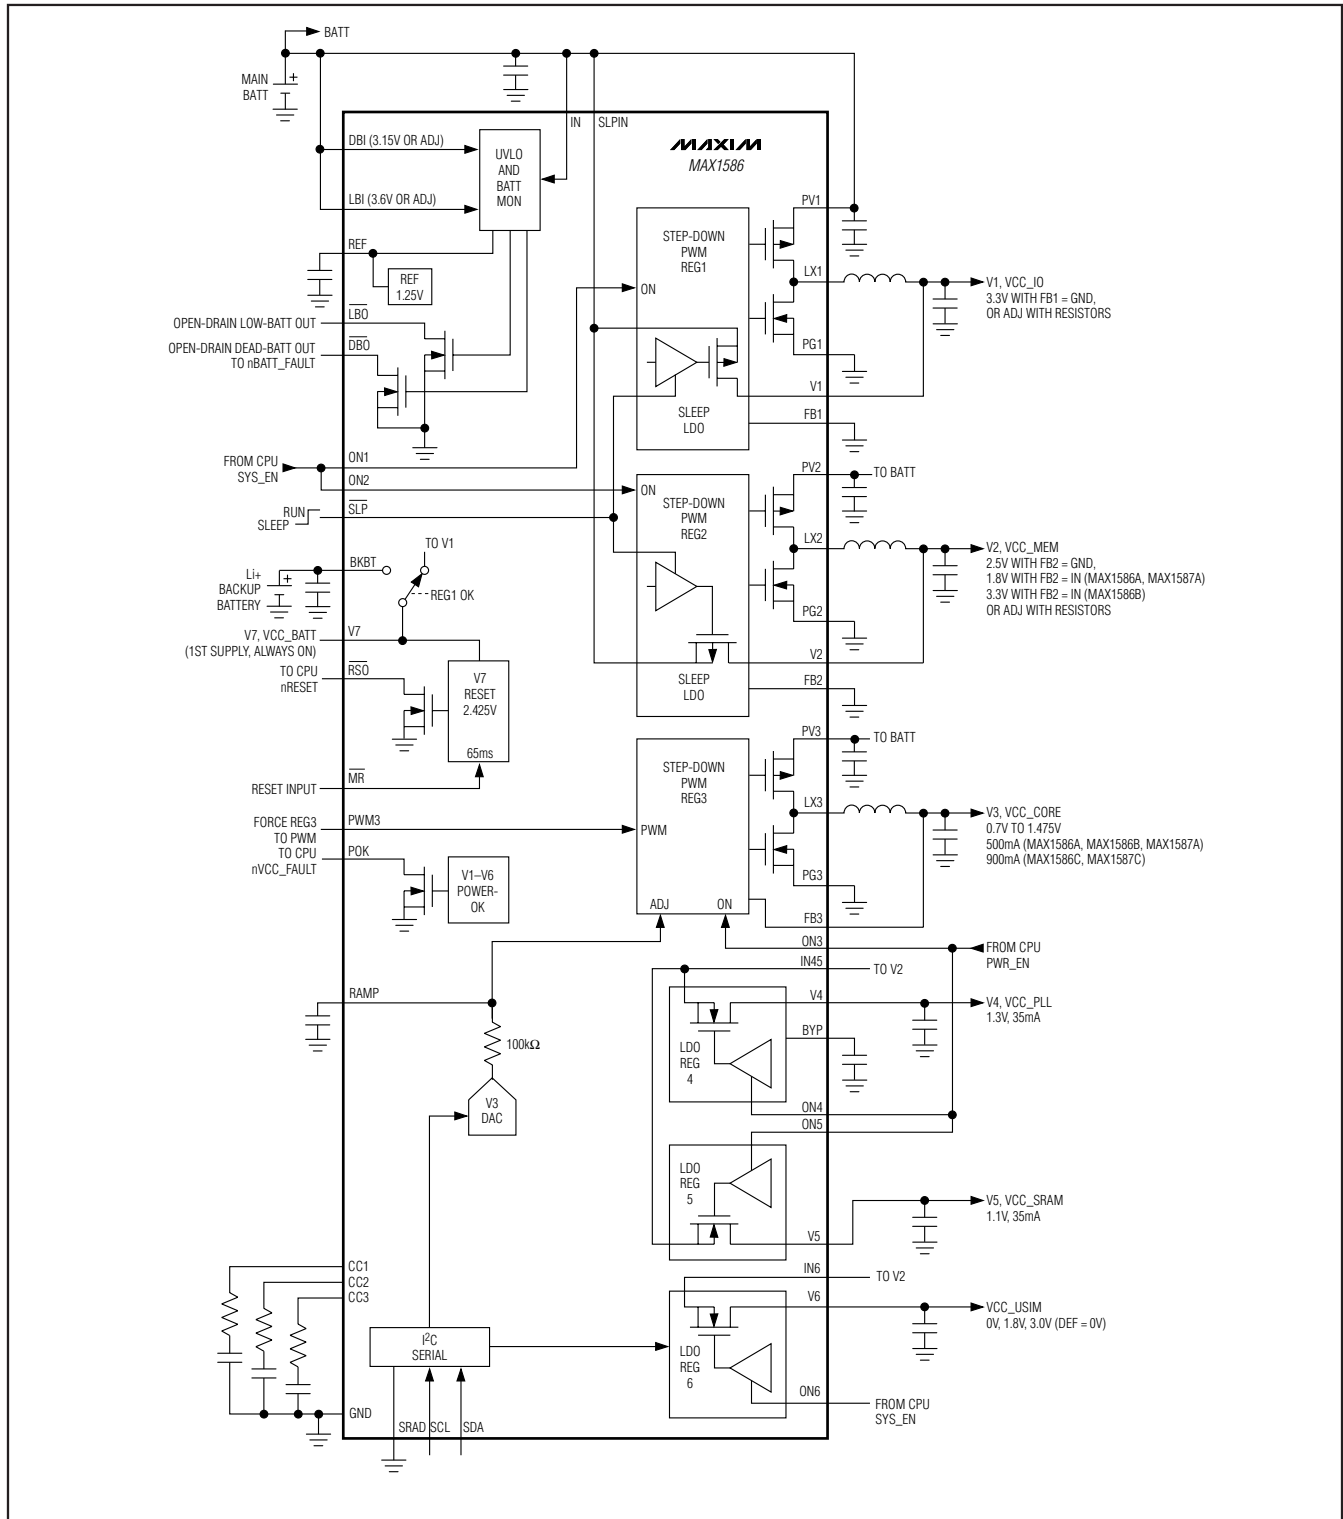 BATT
MAIN
BATT
IN
SLPIN
MAXIM
MAX1586
DBI (3.15V OR ADJ)
LBI (3.6V OR ADJ)
UVLO
AND
BATT
MON
REF
REF
1.25V
LBO
OPEN-DRAIN LOW-BATT OUT
DBO
OPEN-DRAIN DEAD-BATT OUT
TO nBATT_FAULT
STEP-DOWN
PWM
REG1
ON
SLEEP
LDO
PV1
LX1
PG1
V1
FB1
V1, VCC_IO
3.3V WITH FB1 = GND,
OR ADJ WITH RESISTORS
FROM CPU
SYS_EN
ON1
ON2
RUN
SLEEP
SLP
STEP-DOWN
PWM
REG2
ON
SLEEP
LDO
PV2
TO BATT
LX2
PG2
V2
FB2
V2, VCC_MEM
2.5V WITH FB2 = GND,
1.8V WITH FB2 = IN (MAX1586A, MAX1587A)
3.3V WITH FB2 = IN (MAX1586B)
OR ADJ WITH RESISTORS
TO V1
BKBT
REG1 OK
Li+
BACKUP
BATTERY
V7
V7, VCC_BATT
(1ST SUPPLY, ALWAYS ON)
TO CPU
nRESET
RSO
V7
RESET
2.425V
65ms
MR
RESET INPUT
STEP-DOWN
PWM
REG3
PWM
ADJ
ON
PV3
TO BATT
LX3
PG3
FB3
V3, VCC_CORE
0.7V TO 1.475V
500mA (MAX1586A, MAX1586B, MAX1587A)
900mA (MAX1586C, MAX1587C)
FORCE REG3
TO PWM
PWM3
TO CPU
nVCC_FAULT
POK
V1–V6
POWER-
OK
ON3
FROM CPU
PWR_EN
IN45
TO V2
RAMP
100kΩ
V3
DAC
LDO
REG
4
V4
V4, VCC_PLL
1.3V, 35mA
BYP
ON4
ON5
LDO
REG
5
V5
V5, VCC_SRAM
1.1V, 35mA
IN6
TO V2
LDO
REG
6
V6
VCC_USIM
0V, 1.8V, 3.0V (DEF = 0V)
ON6
FROM CPU
SYS_EN
CC1
CC2
CC3
I2C
SERIAL
GND
SRAD
SCL
SDA